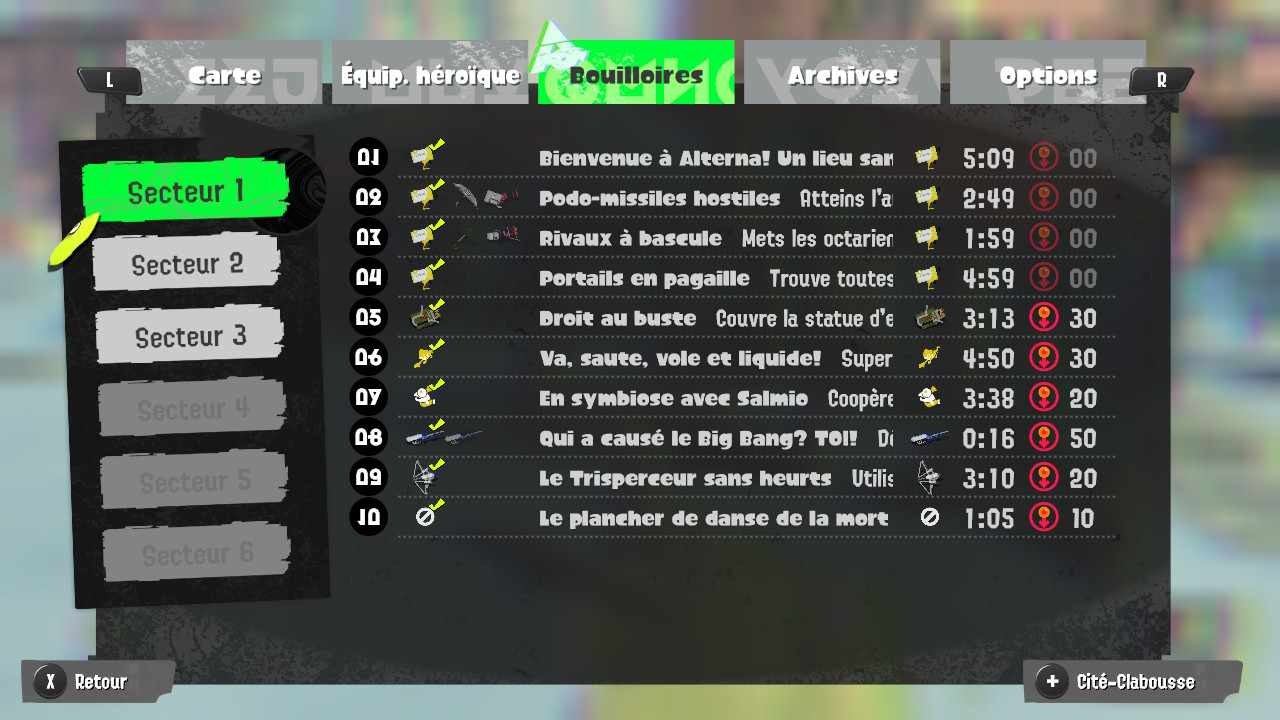 L
Carte
Équip. héroïque
Bouilloires
Archives
Options
R
Secteur 1
Secteur 2
Secteur 3
Secteur 4
Secteur 5
Secteur 6
01 Bienvenue à Alterna! Un lieu san 5:09 00
02 Podo-missiles hostiles Atteins l'a 2:49 00
03 Rivaux à bascule Mets les octarien 1:59 00
04 Portails en pagaille Trouve toutes 4:59 00
05 Droit au buste Couvre la statue d'e 3:13 30
06 Va, saute, vole et liquide! Super 4:50 30
07 En symbiose avec Salmio Coopère 3:38 20
08 Qui a causé le Big Bang? TOI! Dé 0:16 50
09 Le Trisperceur sans heurts Utilis 3:10 20
10 Le plancher de danse de la mort 1:05 10
X Retour
+ Cité-Clabousse